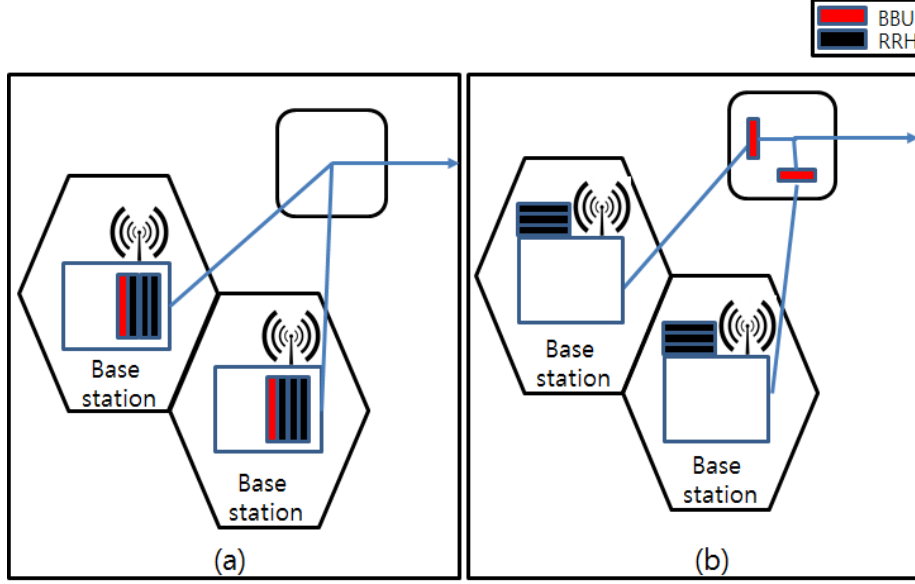 BBU
RRH
Base
station
Base
station
(a)
Base
station
Base
station
(b)